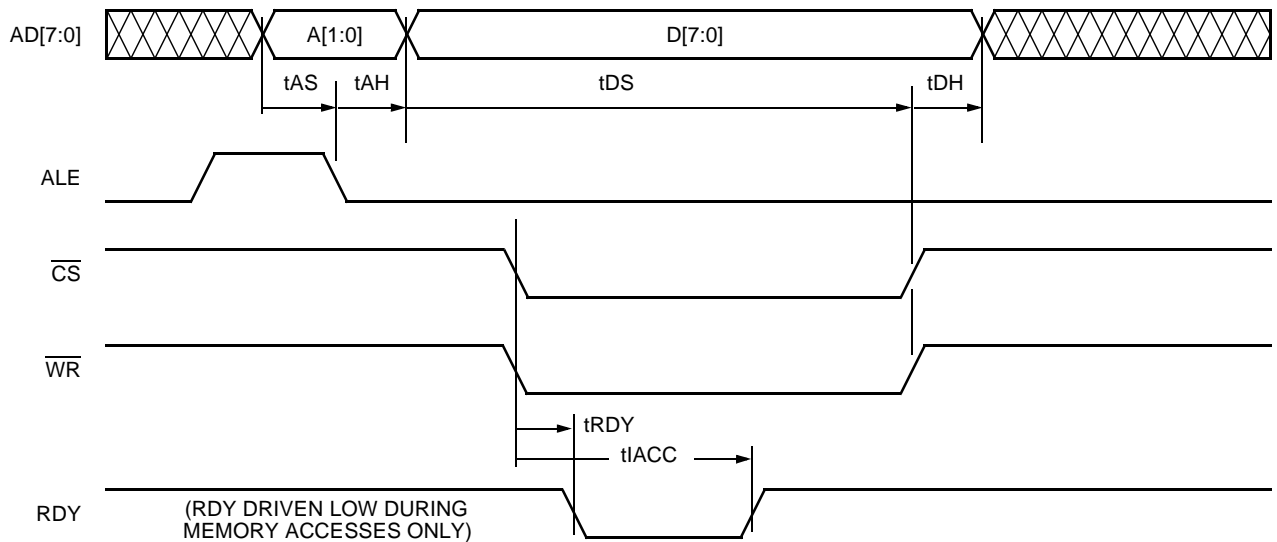 AD[7:0]
A[1:0]
D[7:0]
tAS
tAH
tDS
tDH
ALE
CS
WR
tRDY
tIACC
RDY
(RDY DRIVEN LOW DURING
MEMORY ACCESSES ONLY)